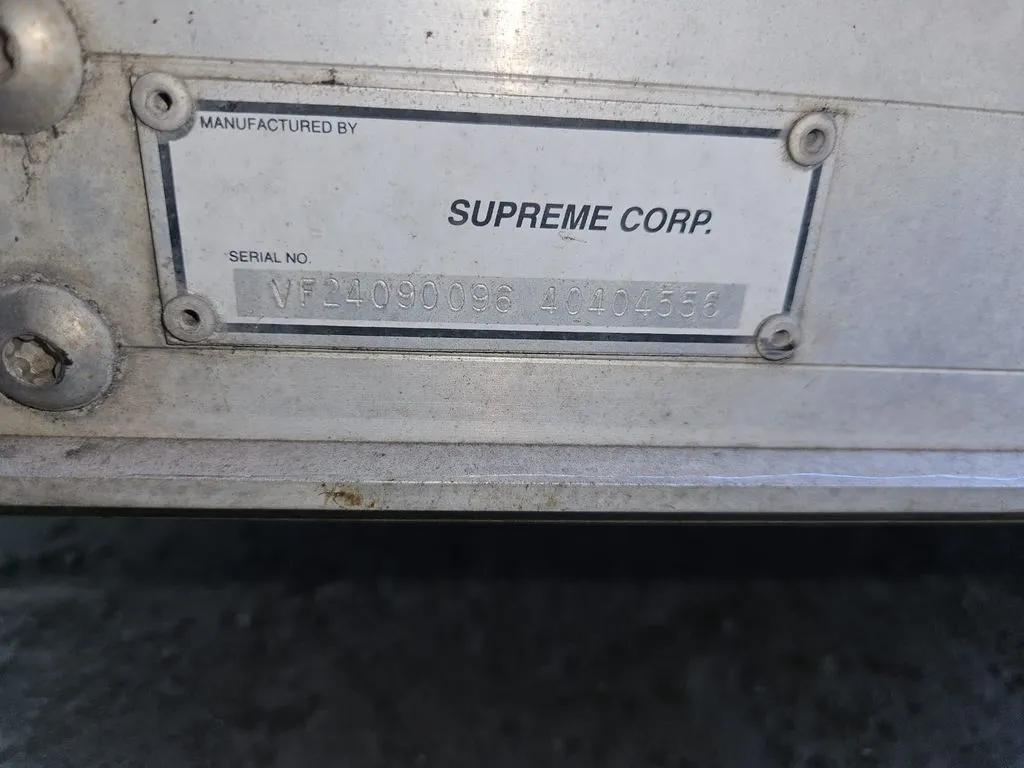 MANUFACTURED BY
SUPREME CORP.
SERIAL NO.
VF24090096 40404556